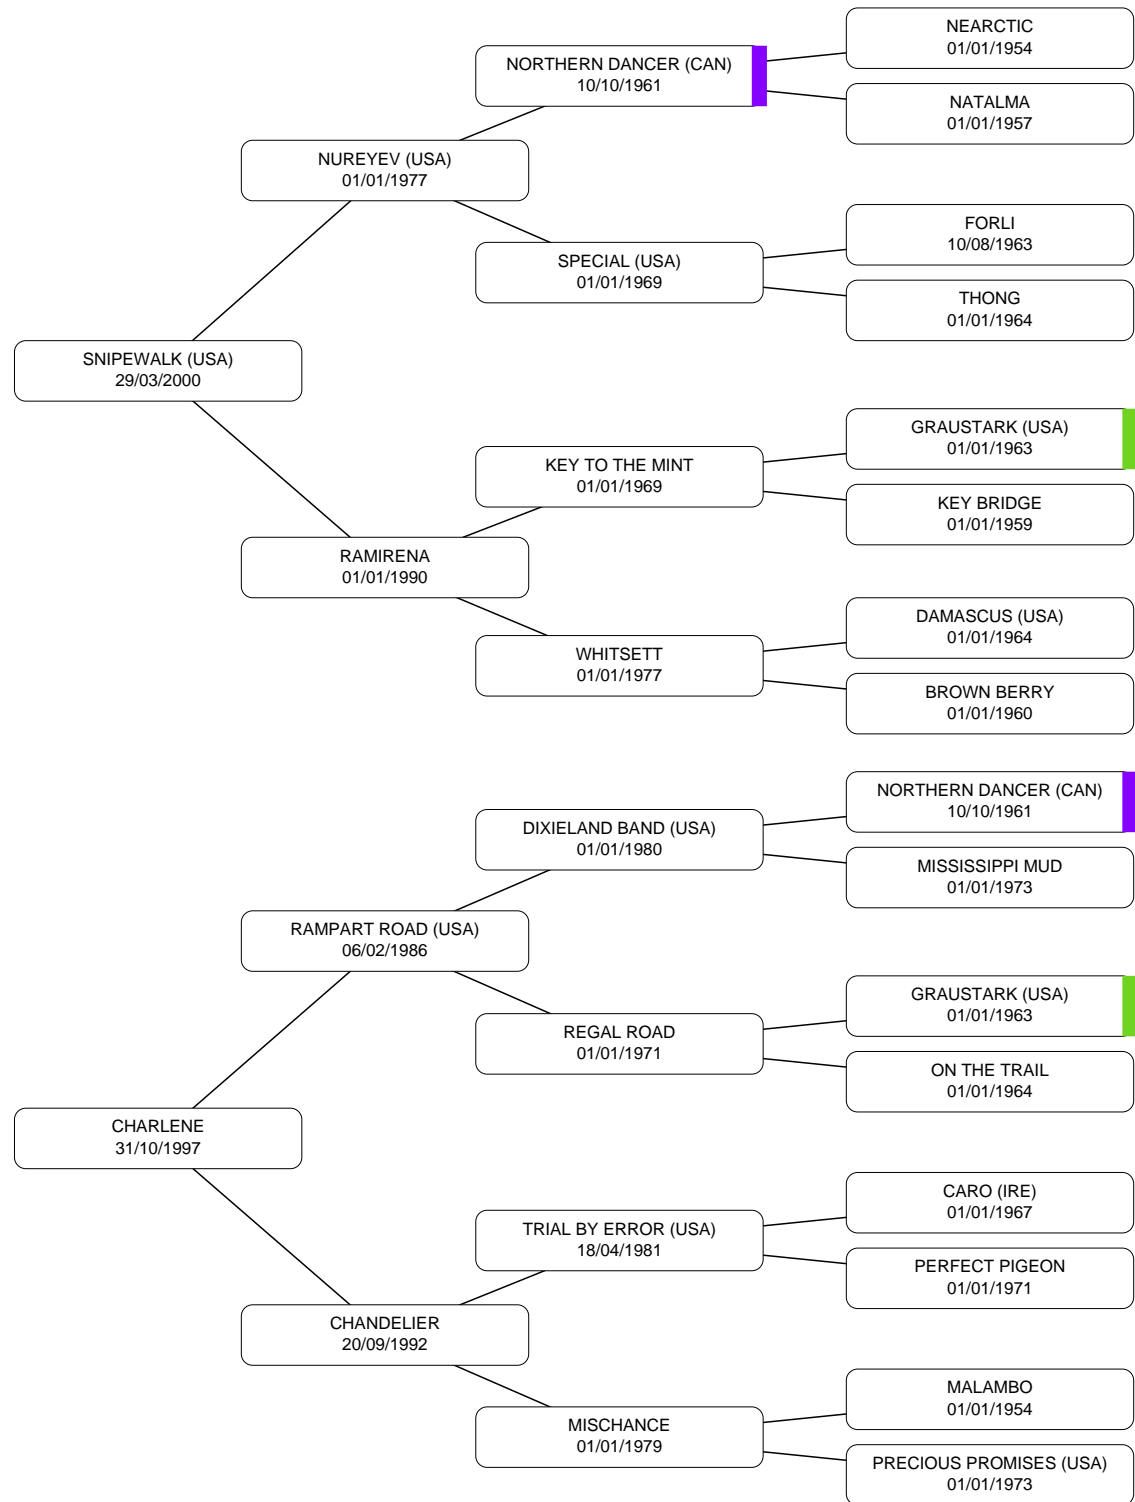 NEARCTIC
01/01/1954
NORTHERN DANCER (CAN)
10/10/1961
NATALMA
01/01/1957
NUREYEV (USA)
01/01/1977
FORLI
10/08/1963
SPECIAL (USA)
01/01/1969
THONG
01/01/1964
SNIPEWALK (USA)
29/03/2000
GRAUSTARK (USA)
01/01/1963
KEY TO THE MINT
01/01/1969
KEY BRIDGE
01/01/1959
RAMIRENA
01/01/1990
DAMASCUS (USA)
01/01/1964
WHITSETT
01/01/1977
BROWN BERRY
01/01/1960
NORTHERN DANCER (CAN)
10/10/1961
DIXIELAND BAND (USA)
01/01/1980
MISSISSIPPI MUD
01/01/1973
RAMPART ROAD (USA)
06/02/1986
GRAUSTARK (USA)
01/01/1963
REGAL ROAD
01/01/1971
ON THE TRAIL
01/01/1964
CHARLENE
31/10/1997
CARO (IRE)
01/01/1967
TRIAL BY ERROR (USA)
18/04/1981
PERFECT PIGEON
01/01/1971
CHANDELIER
20/09/1992
MALAMBO
01/01/1954
MISCHANCE
01/01/1979
PRECIOUS PROMISES (USA)
01/01/1973